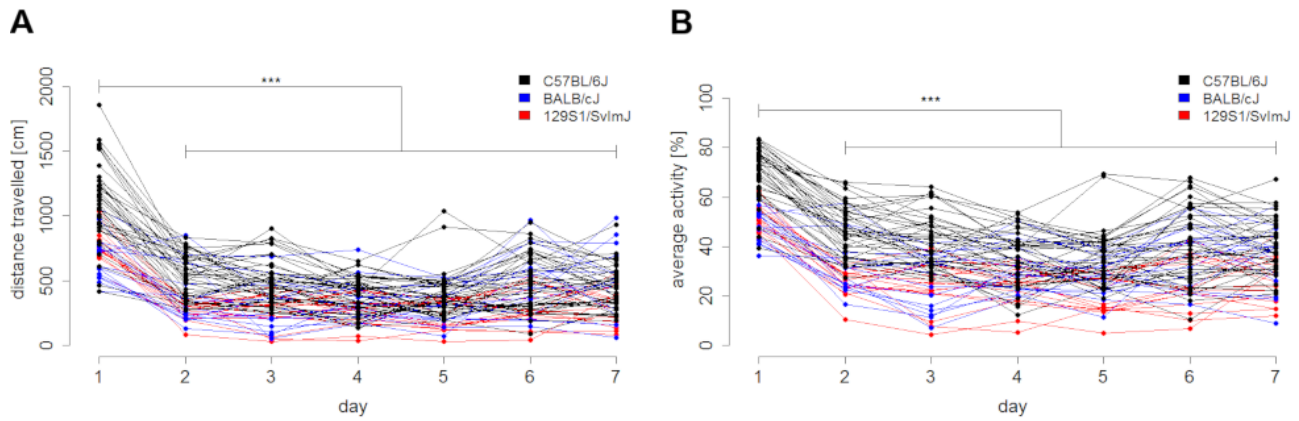 A
distance travelled [cm]
2000
1500
1000
500
0
***
C57BL/6J
BALB/cJ
129S1/SvImJ
1 2 3 4 5 6 7
day
B
average activity [%]
100
80
60
40
20
0
***
C57BL/6J
BALB/cJ
129S1/SvImJ
1 2 3 4 5 6 7
day